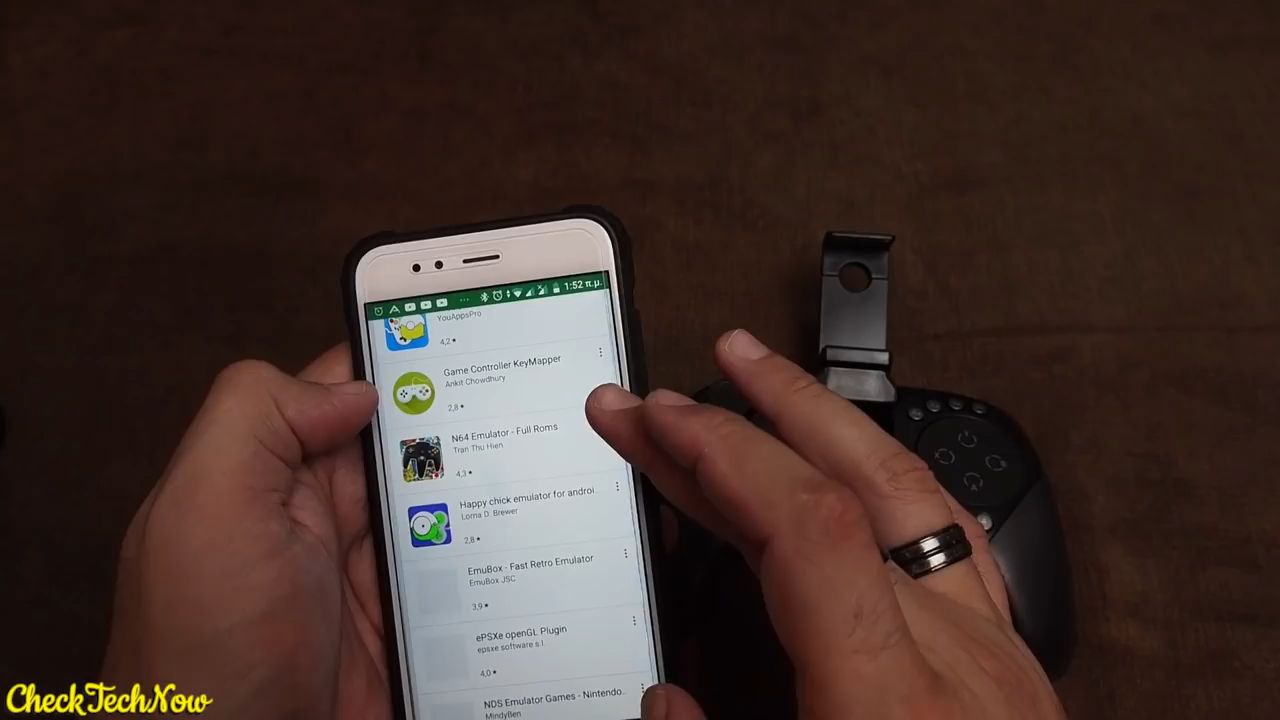 1:52 π.μ.
YouAppsPro
4,2 ★
Game Controller KeyMapper
Ankit Chowdhury
2,8 ★
N64 Emulator - Full Roms
Tran Thu Hien
4,3 ★
Happy chick emulator for androi..
Lorna D. Brewer
2,8 ★
EmuBox - Fast Retro Emulator
EmuBox JSC
3,9 ★
ePSXe openGL Plugin
epsxe software s.l.
4,0 ★
NDS Emulator Games - Nintendo..
MindyBen
CheckTechNow